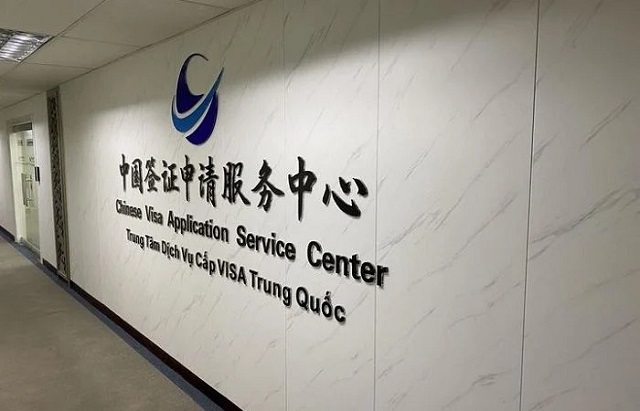 中国签证申请服务中心
Chinese Visa Application Service Center
Trung Tâm Dịch Vụ Cấp VISA Trung Quốc